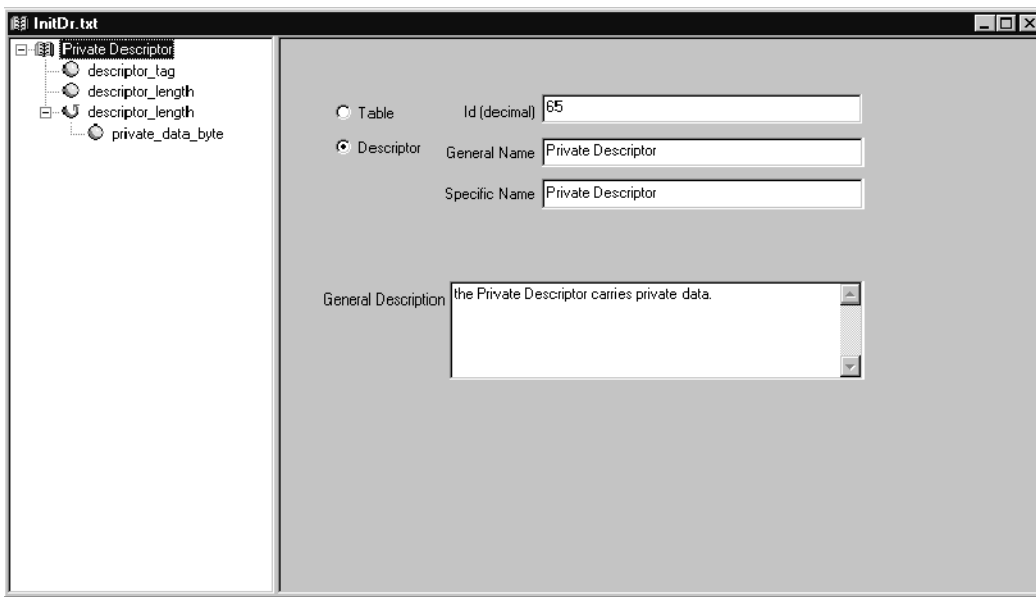 InitDr.txt
Private Descriptor
descriptor_tag
descriptor_length
descriptor_length
private_data_byte
Table
Id (decimal) 65
Descriptor
General Name Private Descriptor
Specific Name Private Descriptor
General Description the Private Descriptor carries private data.